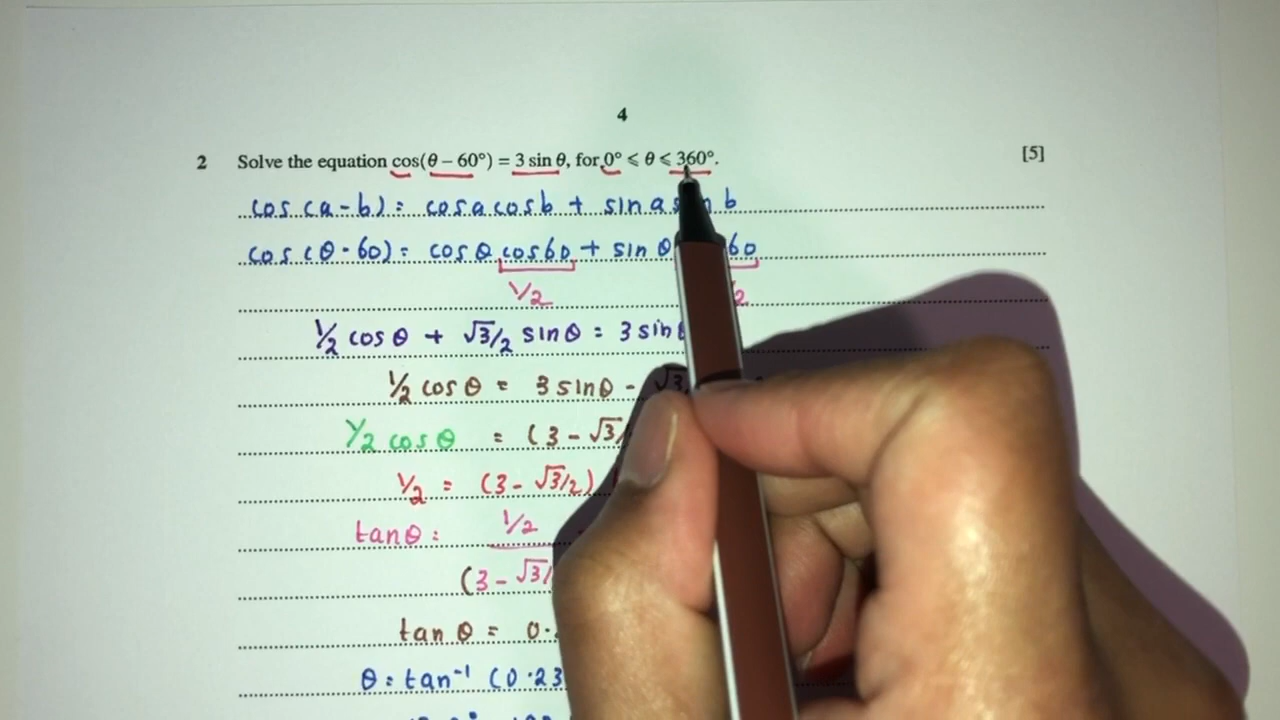 4
2 Solve the equation cos(θ – 60°) = 3 sin θ, for 0° ⩽ θ ⩽ 360°. [5]
cos (a - b) = cos a cos b + sin a s n b
cos (θ - 60) = cos θ cos 60 + sin θ 60
1/2 2
1/2 cos θ + √3/2 sin θ = 3 sin θ
1/2 cos θ = 3 sin θ - √3
1/2 cos θ = (3 - √3/
1/2 = (3 - √3/2)
tan θ = 1/2
(3 - √3/
tan θ = 0.
θ = tan⁻¹ (0.23